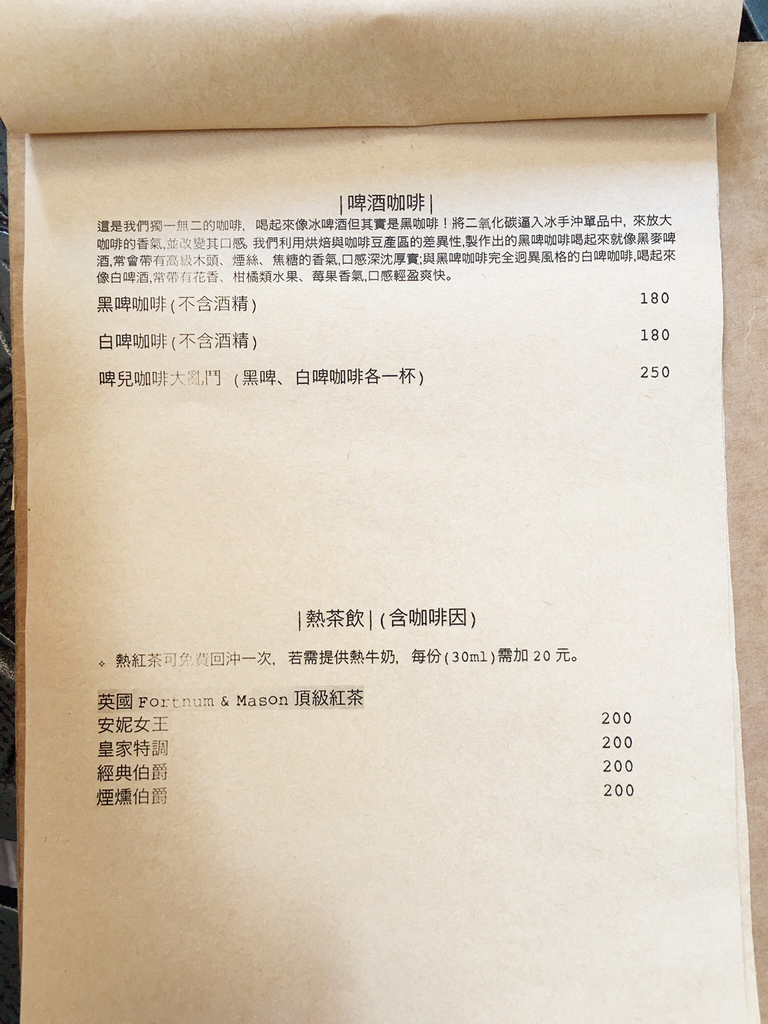 |啤酒咖啡|
這是我們獨一無二的咖啡, 喝起來像冰啤酒但其實是黑咖啡！將二氧化碳逼入冰手沖單品中, 來放大
咖啡的香氣,並改變其口感。我們利用烘焙與咖啡豆產區的差異性,製作出的黑啤咖啡喝起來就像黑麥啤
酒,常會帶有高級木頭、煙絲、焦糖的香氣,口感深沈厚實;與黑啤咖啡完全迥異風格的白啤咖啡,喝起來
像白啤酒,常帶有花香、柑橘類水果、莓果香氣,口感輕盈爽快。
黑啤咖啡(不含酒精) 180
白啤咖啡(不含酒精) 180
啤兒咖啡大亂鬥 (黑啤、白啤咖啡各一杯) 250
|熱茶飲|(含咖啡因)
⟡ 熱紅茶可免費回沖一次, 若需提供熱牛奶, 每份(30ml)需加 20 元。
英國 Fortnum & Mason 頂級紅茶
安妮女王 200
皇家特調 200
經典伯爵 200
煙燻伯爵 200